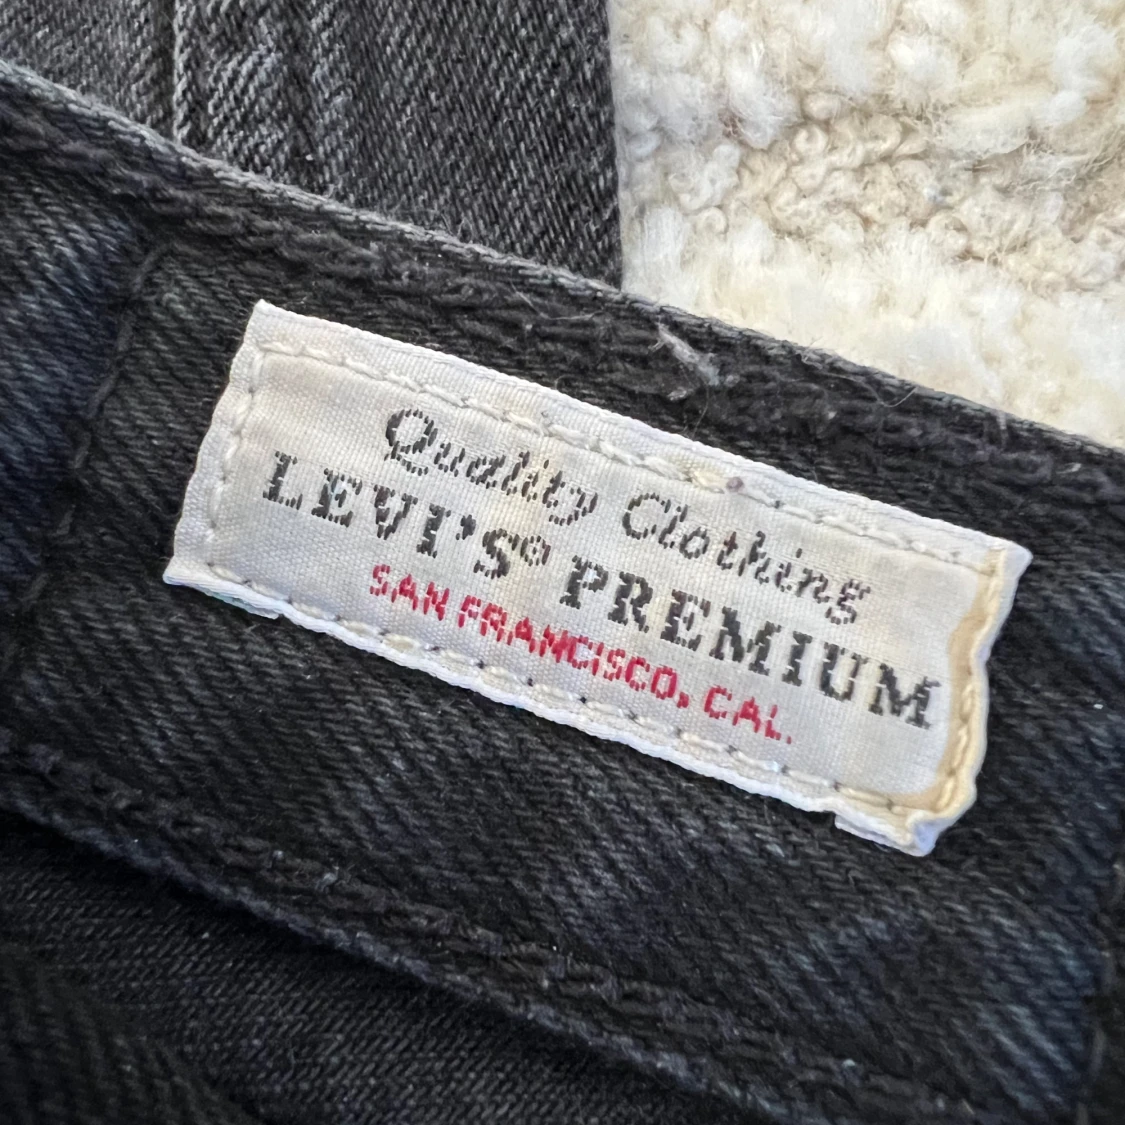 Quality Clothing
LEVI'S® PREMIUM
SAN FRANCISCO, CAL.